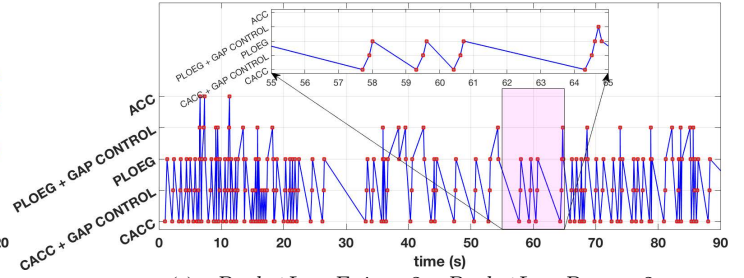 ACC
PLOEG + GAP CONTROL
PLOEG
CACC + GAP CONTROL
CACC
55 56 57 58 59 60 61 62 63 64 65
ACC
PLOEG + GAP CONTROL
PLOEG
CACC + GAP CONTROL
CACC
0 10 20 30 40 50 60 70 80 90
time (s)